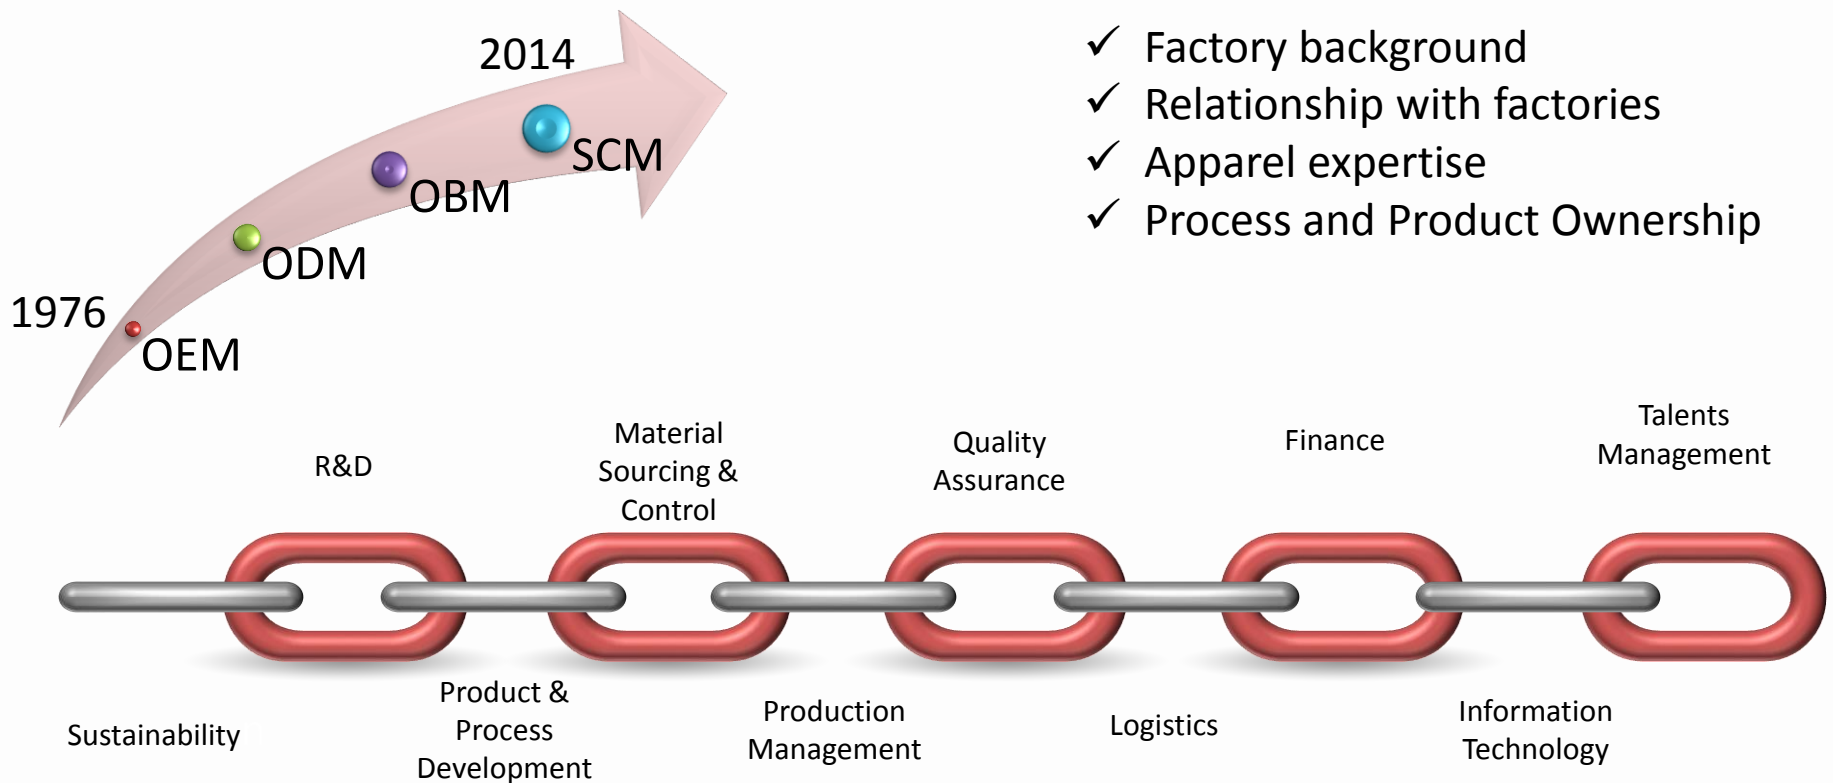 2014
SCM
OBM
ODM
1976
OEM
✓ Factory background
✓ Relationship with factories
✓ Apparel expertise
✓ Process and Product Ownership
R&D
Material
Sourcing &
Control
Quality
Assurance
Finance
Talents
Management
Sustainability
Product &
Process
Development
Production
Management
Logistics
Information
Technology